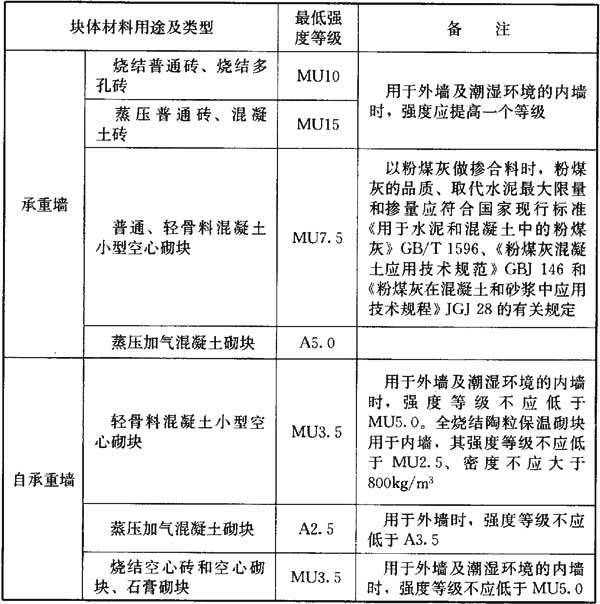 块体材料用途及类型
最低强
度等级
备 注
承重墙
烧结普通砖、烧结多
孔砖
MU10
用于外墙及潮湿环境的内墙
时，强度应提高一个等级
蒸压普通砖、混凝
土砖
MU15
普通、轻骨料混凝土
小型空心砌块
MU7.5
以粉煤灰做掺合料时，粉煤
灰的品质、取代水泥最大限量
和掺量应符合国家现行标准
《用于水泥和混凝土中的粉煤
灰》GB/T 1596、《粉煤灰混凝
土应用技术规范》GBJ 146 和
《粉煤灰在混凝土和砂浆中应用
技术规程》JGJ 28 的有关规定
蒸压加气混凝土砌块
A5.0
自承重墙
轻骨料混凝土小型空
心砌块
MU3.5
用于外墙及潮湿环境的内墙
时，强度等级不应低于
MU5.0。全烧结陶粒保温砌块
用于内墙，其强度等级不应低
于 MU2.5、密度不应大于
800kg/m³
蒸压加气混凝土砌块
A2.5
用于外墙时，强度等级不应
低于 A3.5
烧结空心砖和空心砌
块、石膏砌块
MU3.5
用于外墙及潮湿环境的内墙
时，强度等级不应低于 MU5.0